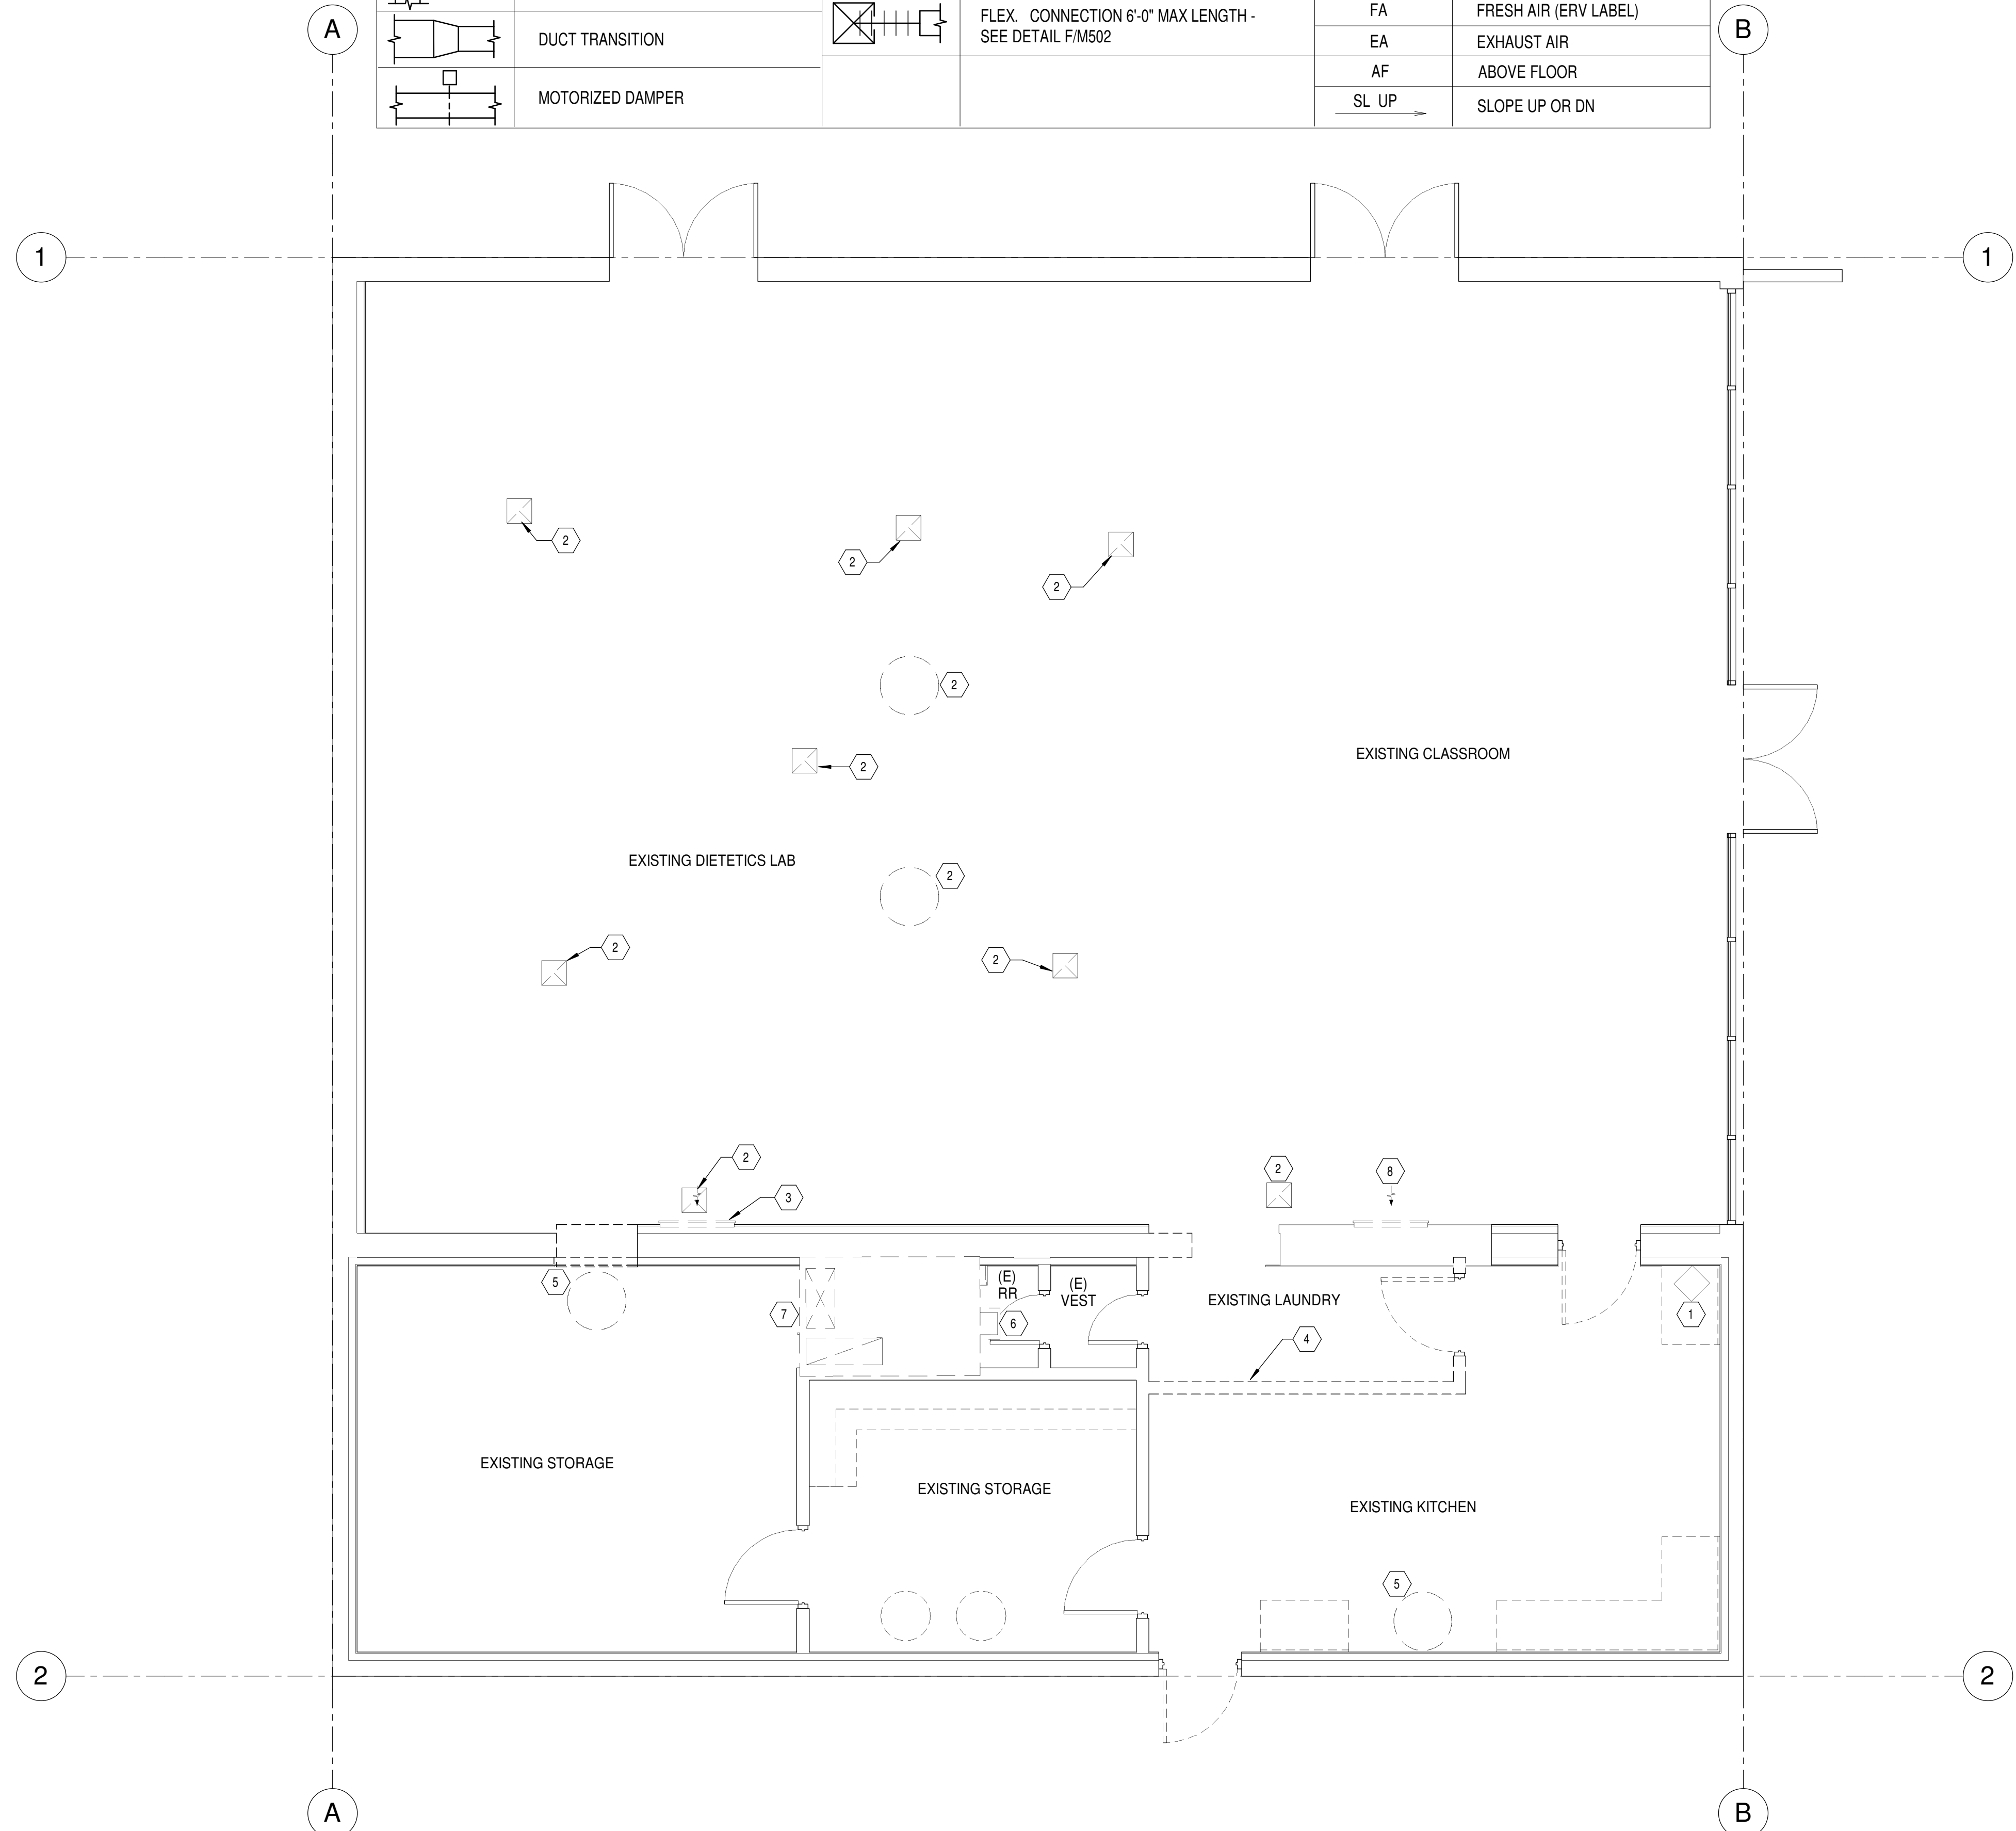 A
B
DUCT TRANSITION
MOTORIZED DAMPER
FLEX. CONNECTION 6'-0" MAX LENGTH -
SEE DETAIL F/M502
FA FRESH AIR (ERV LABEL)
EA EXHAUST AIR
AF ABOVE FLOOR
SL UP SLOPE UP OR DN
1
1
2
2
2
2
2
EXISTING CLASSROOM
EXISTING DIETETICS LAB
2
2
2
2
2
8
3
5
(E)
RR
(E)
VEST
EXISTING LAUNDRY
7
6
1
4
EXISTING STORAGE
EXISTING STORAGE
EXISTING KITCHEN
5
2
2
A
B